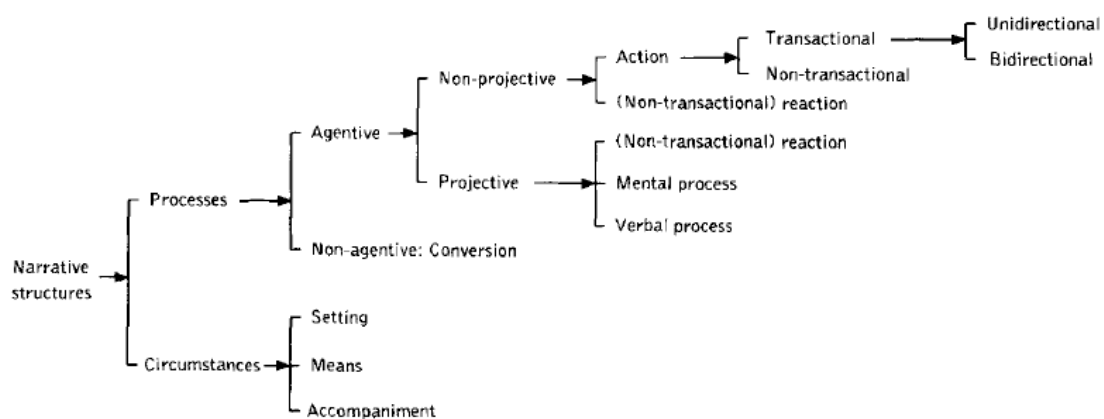 Unidirectional
Transactional
Bidirectional
Action
Non-transactional
Non-projective
(Non-transactional) reaction
Agentive
(Non-transactional) reaction
Projective
Mental process
Processes
Verbal process
Non-agentive: Conversion
Narrative
structures
Setting
Circumstances
Means
Accompaniment